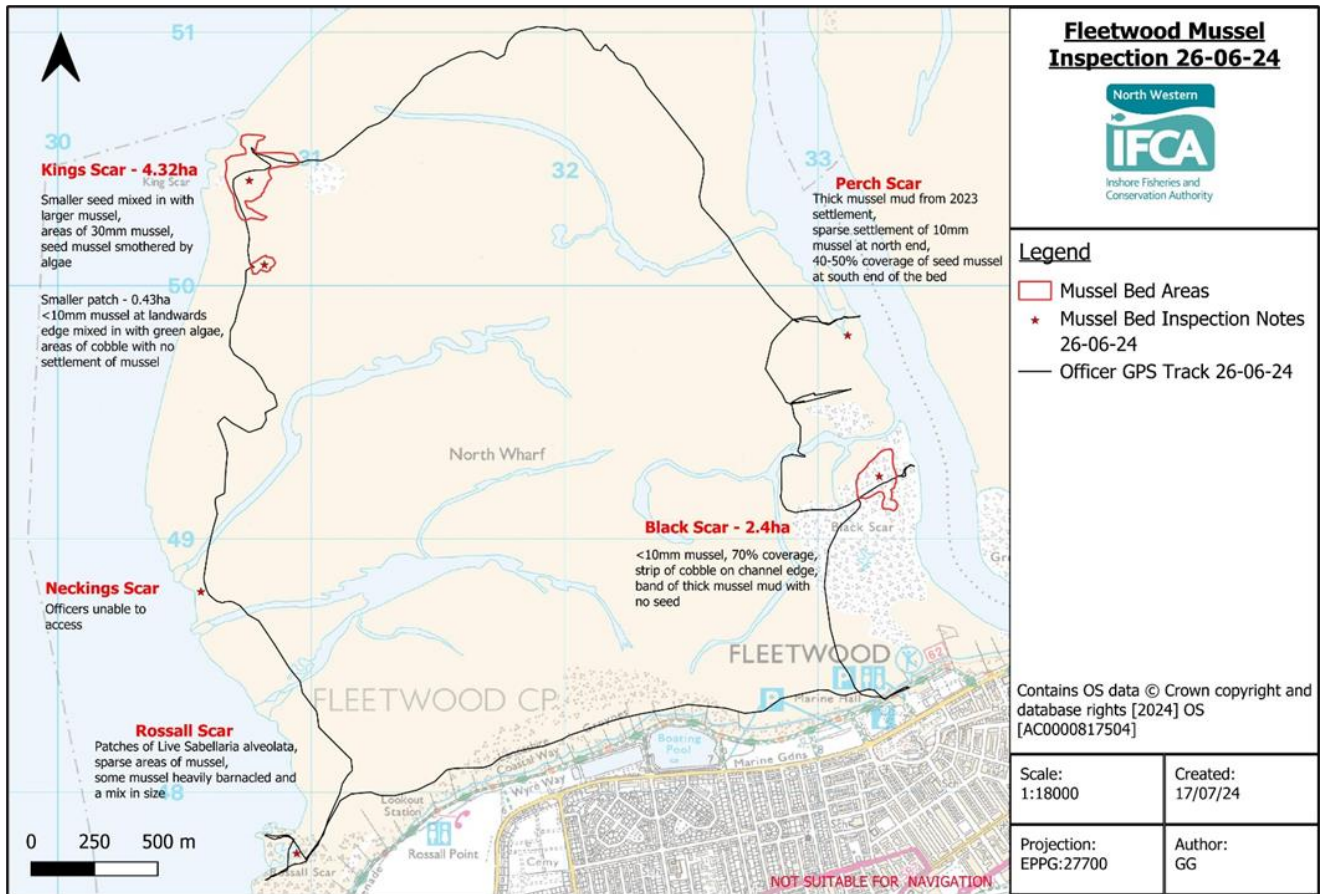 51
30
31
32
33
Kings Scar - 4.32ha
King Scar
Smaller seed mixed in with
larger mussel,
areas of 30mm mussel,
seed mussel smothered by
algae
Smaller patch - 0.43ha
<10mm mussel at landwards
edge mixed in with green algae,
areas of cobble with no
settlement of mussel
Perch Scar
Thick mussel mud from 2023
settlement,
sparse settlement of 10mm
mussel at north end,
40-50% coverage of seed mussel
at south end of the bed
50
North Wharf
Black Scar - 2.4ha
Black Scar
<10mm mussel, 70% coverage,
strip of cobble on channel edge,
band of thick mussel mud with
no seed
49
Neckings Scar
Officers unable to
access
FLEETWOOD
62
FLEETWOOD CP
Marine Hall
Rossall Scar
Patches of Live Sabellaria alveolata,
sparse areas of mussel,
some mussel heavily barnacled and
a mix in size
48
Coastal Way
Wyre Way
Boating
Pool
Marine Gdns
Lookout
Station
Rossall Point
Cemy
Rossall Scar
0 250 500 m
NOT SUITABLE FOR NAVIGATION
Fleetwood Mussel
Inspection 26-06-24
North Western
IFCA
Inshore Fisheries and
Conservation Authority
Legend
Mussel Bed Areas
Mussel Bed Inspection Notes
26-06-24
Officer GPS Track 26-06-24
Contains OS data © Crown copyright and
database rights [2024] OS
[AC0000817504]
Scale:
1:18000
Created:
17/07/24
Projection:
EPPG:27700
Author:
GG